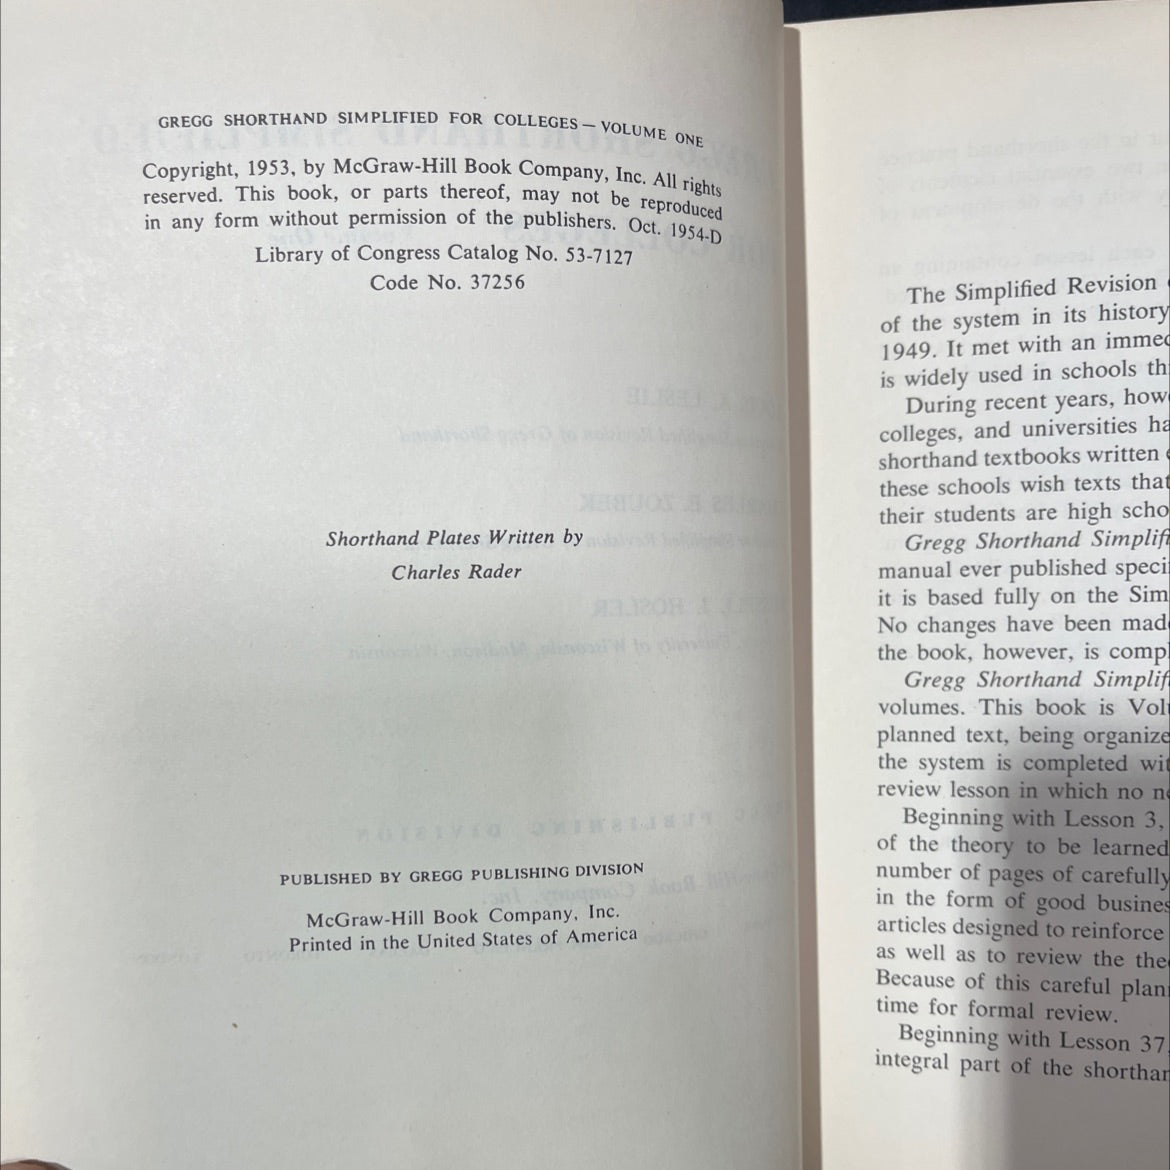 GREGG SHORTHAND SIMPLIFIED FOR COLLEGES — VOLUME ONE
Copyright, 1953, by McGraw-Hill Book Company, Inc. All rights
reserved. This book, or parts thereof, may not be reproduced
in any form without permission of the publishers. Oct. 1954-D
Library of Congress Catalog No. 53-7127
Code No. 37256
Shorthand Plates Written by
Charles Rader
PUBLISHED BY GREGG PUBLISHING DIVISION
McGraw-Hill Book Company, Inc.
Printed in the United States of America
The Simplified Revision
of the system in its history
1949. It met with an immed
is widely used in schools th
During recent years, how
colleges, and universities ha
shorthand textbooks written
these schools wish texts that
their students are high scho
Gregg Shorthand Simplifi
manual ever published speci
it is based fully on the Sim
No changes have been mad
the book, however, is compl
Gregg Shorthand Simplif
volumes. This book is Vol
planned text, being organize
the system is completed wit
review lesson in which no n
Beginning with Lesson 3,
of the theory to be learned
number of pages of carefully
in the form of good busines
articles designed to reinforce
as well as to review the the
Because of this careful plan
time for formal review.
Beginning with Lesson 37
integral part of the shorthan